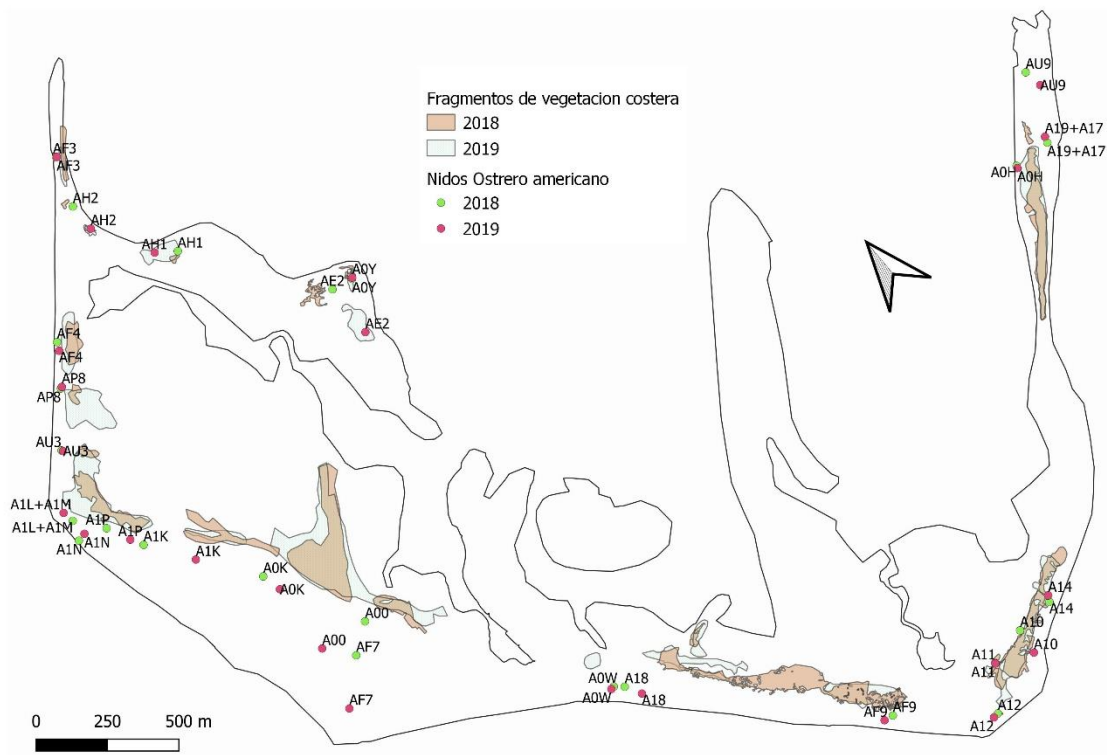 Fragmentos de vegetacion costera
2018
2019
Nidos Ostrero americano
2018
2019
AU9
AU9
A19+A17
A19+A17
A0H
A0H
AF3
AF3
AH2
AH2
AH1
AH1
A0Y
AE2
A0Y
AE2
AF4
AF4
AP8
AP8
AU3
AU3
A1L+A1M
A1P
A1L+A1M
A1P
A1N
A1N
A1K
A1K
A0K
A0K
A00
A00
AF7
AF7
A14
A14
A10
A10
A11
A11
A0W
A18
A0W
A18
AF9
AF9
A12
A12
0 250 500 m